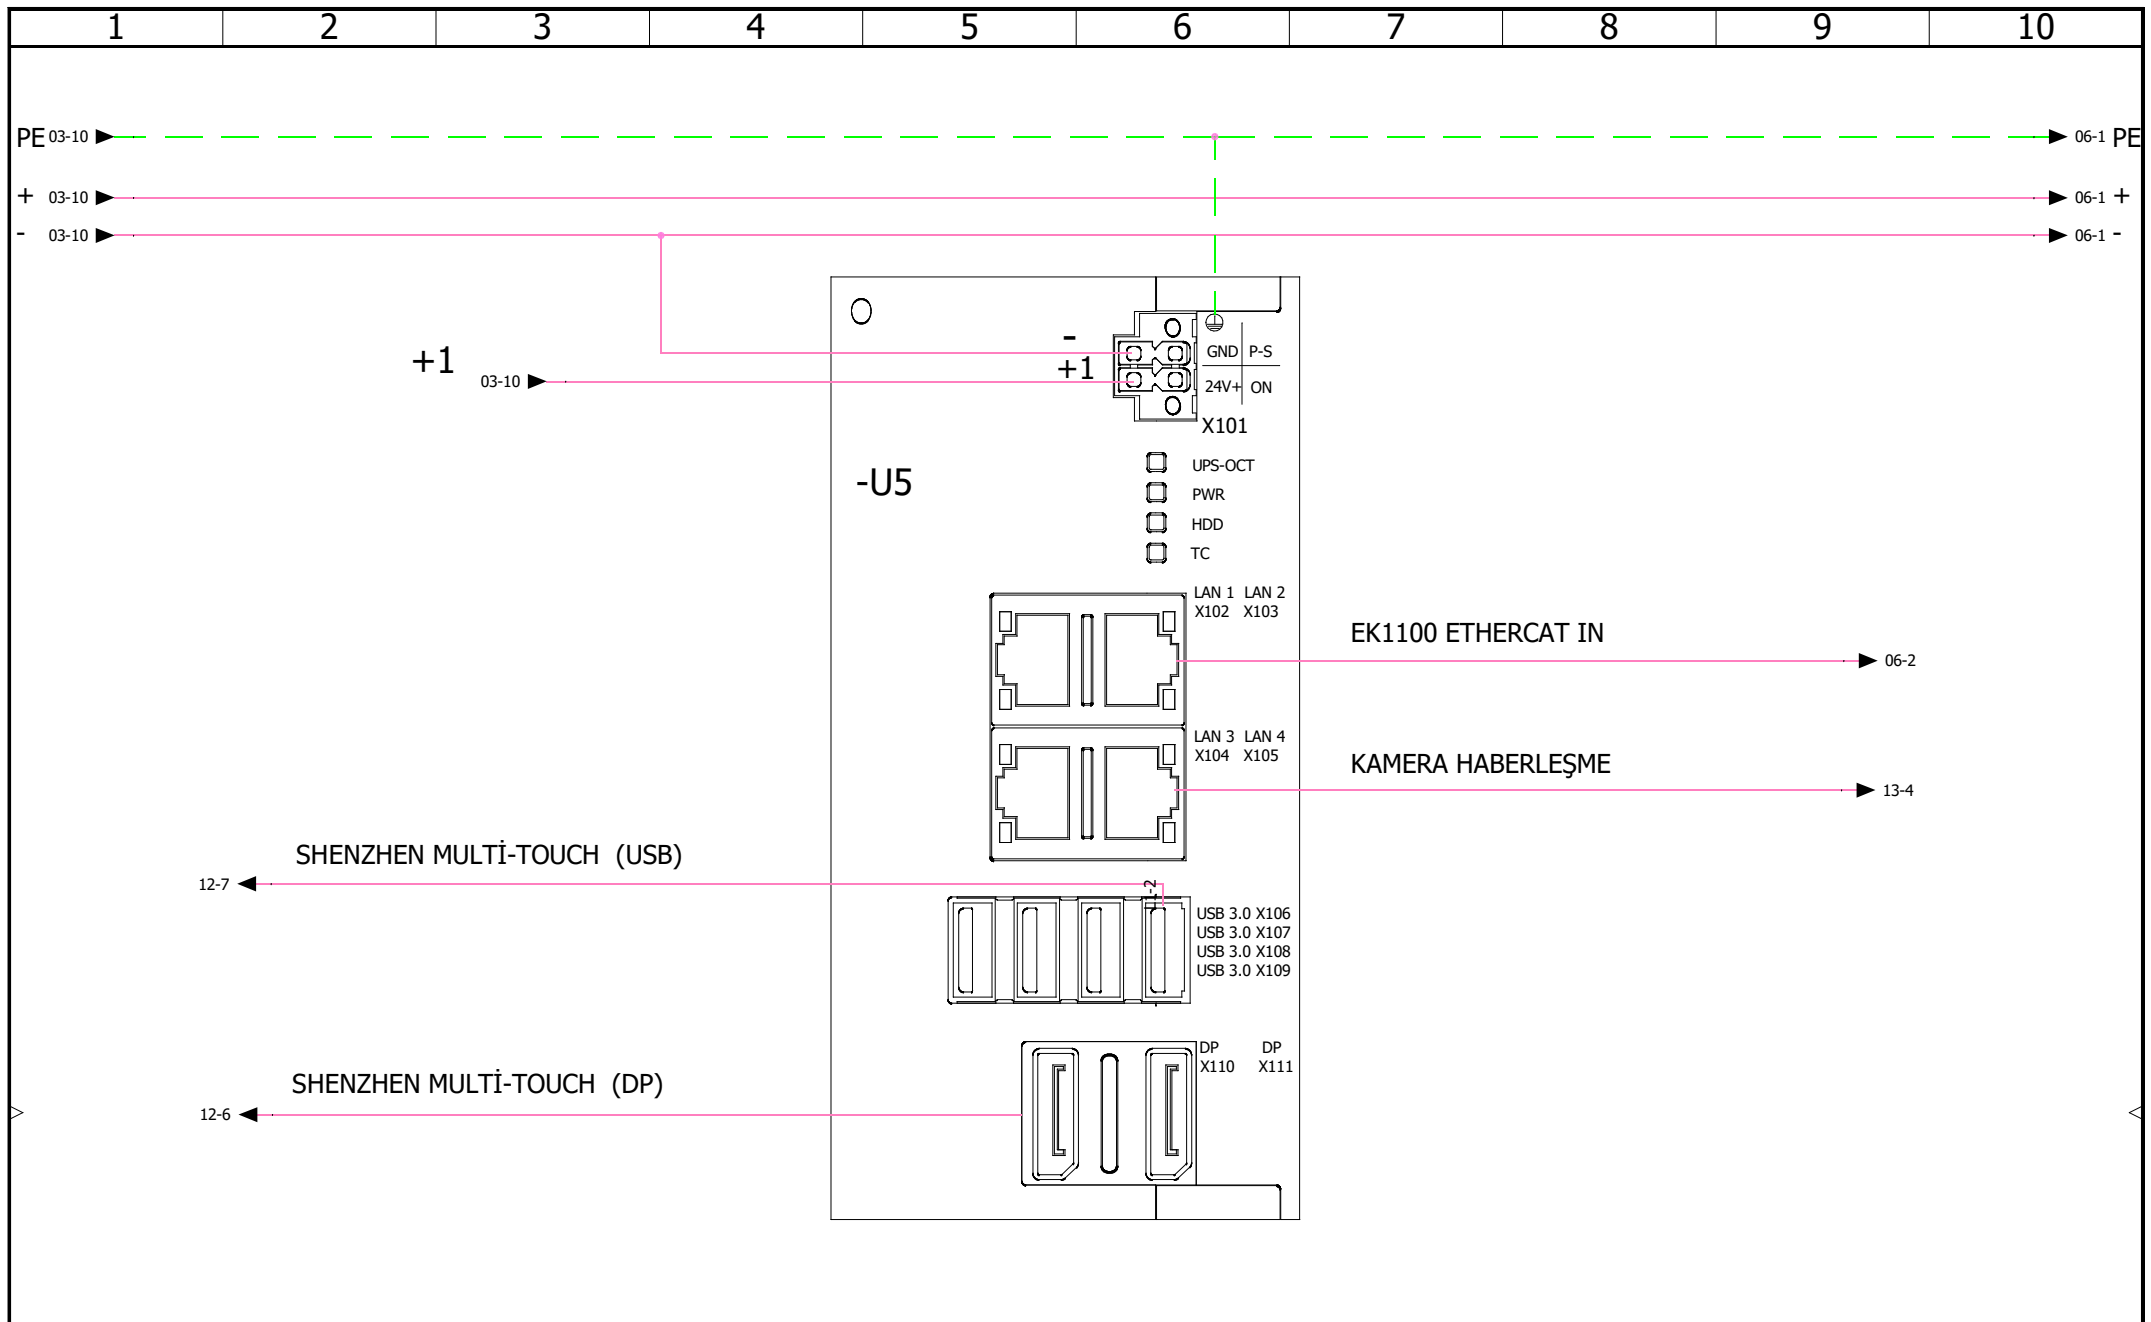 1 2 3 4 5 6 7 8 9 10
PE 03-10 06-1 PE
+ 03-10 06-1 +
- 03-10 06-1 -
-
+1
+1
03-10
GND P-S
24V+ ON
X101
-U5
UPS-OCT
PWR
HDD
TC
LAN 1 LAN 2
X102 X103
EK1100 ETHERCAT IN
06-2
LAN 3 LAN 4
X104 X105
KAMERA HABERLEŞME
13-4
SHENZHEN MULTİ-TOUCH (USB)
12-7
USB 3.0 X106
USB 3.0 X107
USB 3.0 X108
USB 3.0 X109
DP DP
X110 X111
SHENZHEN MULTİ-TOUCH (DP)
12-6